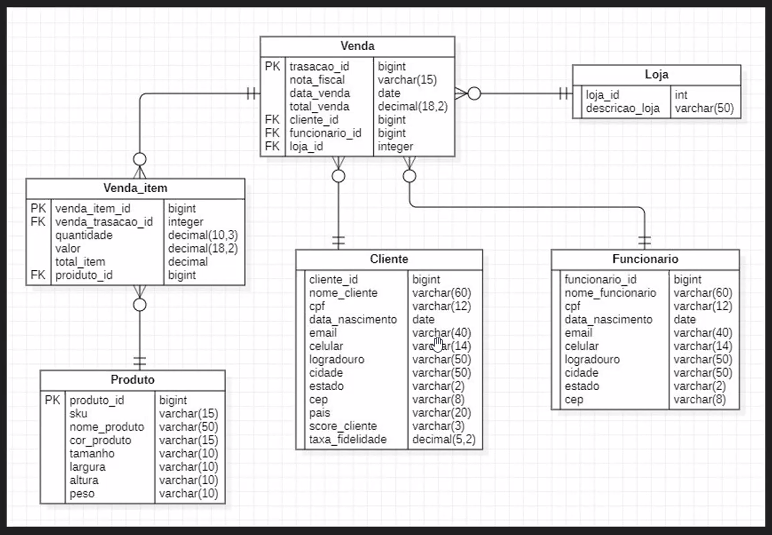 Venda
PK trasacao_id bigint
nota_fiscal varchar(15)
data_venda date
total_venda decimal(18,2)
FK cliente_id bigint
FK funcionario_id bigint
FK loja_id integer
Loja
loja_id int
descricao_loja varchar(50)
Venda_item
PK venda_item_id bigint
FK venda_trasacao_id integer
quantidade decimal(10,3)
valor decimal(18,2)
total_item decimal
FK proiduto_id bigint
Cliente
cliente_id bigint
nome_cliente varchar(60)
cpf varchar(12)
data_nascimento date
email varchar(40)
celular varchar(14)
logradouro varchar(50)
cidade varchar(50)
estado varchar(2)
cep varchar(8)
pais varchar(20)
score_cliente varchar(3)
taxa_fidelidade decimal(5,2)
Funcionario
funcionario_id bigint
nome_funcionario varchar(60)
cpf varchar(12)
data_nascimento date
email varchar(40)
celular varchar(14)
logradouro varchar(50)
cidade varchar(50)
estado varchar(2)
cep varchar(8)
Produto
PK produto_id bigint
sku varchar(15)
nome_produto varchar(50)
cor_produto varchar(15)
tamanho varchar(10)
largura varchar(10)
altura varchar(10)
peso varchar(10)